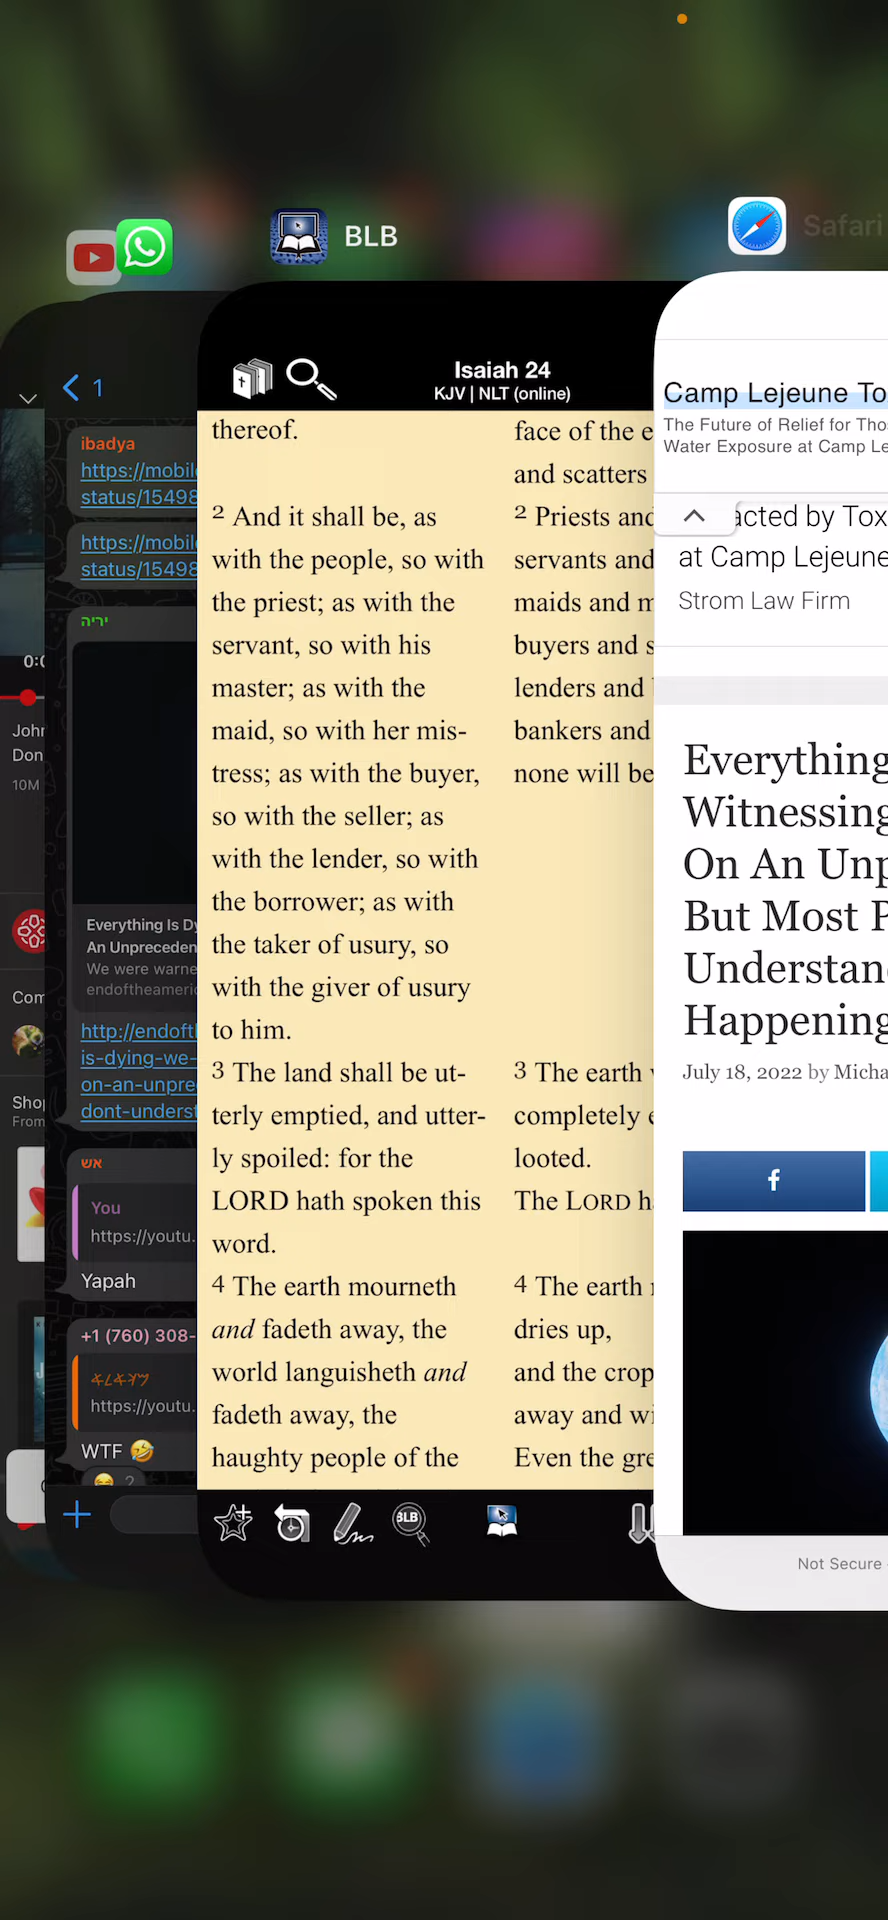 BLB
Safari
1
ibadya
https://mobil
status/15498
https://mobil
status/15498
יריה
Everything Is Dy
An Unpreceden
We were warne
endoftheameric
http://endoftl
is-dying-we-
on-an-unpre
dont-underst
אש
You
https://youtu.
Yapah
+1 (760) 308-
https://youtu.
WTF 🤣
2
0:0
John
Don
10M
Com
Shop
From
Isaiah 24
KJV | NLT (online)
thereof.
2 And it shall be, as
with the people, so with
the priest; as with the
servant, so with his
master; as with the
maid, so with her mis-
tress; as with the buyer,
so with the seller; as
with the lender, so with
the borrower; as with
the taker of usury, so
with the giver of usury
to him.
3 The land shall be ut-
terly emptied, and utter-
ly spoiled: for the
LORD hath spoken this
word.
4 The earth mourneth
and fadeth away, the
world languisheth and
fadeth away, the
haughty people of the
face of the e
and scatters
2 Priests and
servants and
maids and m
buyers and s
lenders and
bankers and
none will be
3 The earth
completely e
looted.
The LORD ha
4 The earth
dries up,
and the crop
away and wi
Even the gre
BLB
Camp Lejeune To
The Future of Relief for Tho
Water Exposure at Camp Le
acted by Tox
at Camp Lejeune
Strom Law Firm
Everything
Witnessing
On An Unp
But Most P
Understan
Happening
July 18, 2022 by Micha
f
Not Secure